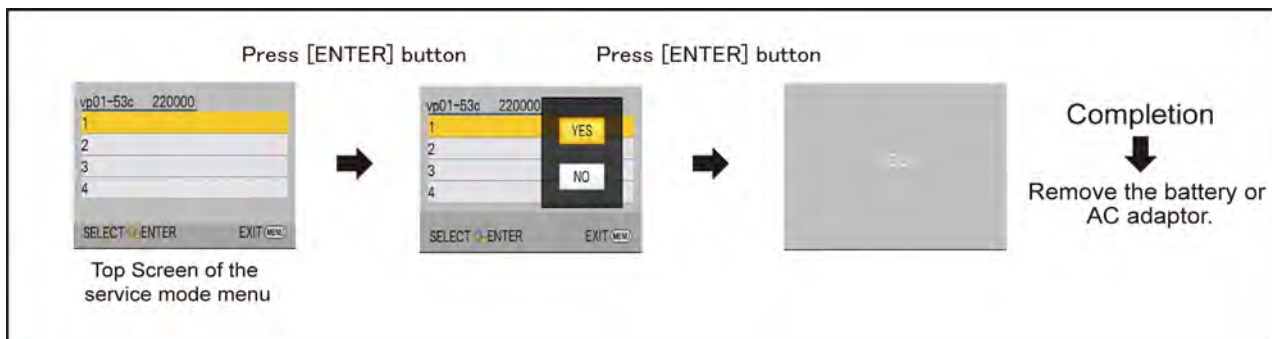 Press [ENTER] button
Press [ENTER] button
vp01-53c 220000
1
2
3
4
SELECT ENTER EXIT MENU
Top Screen of the
service mode menu
vp01-53c 220000
1
2
3
4
YES
NO
SELECT ENTER EXIT MENU
Completion
Remove the battery or
AC adaptor.